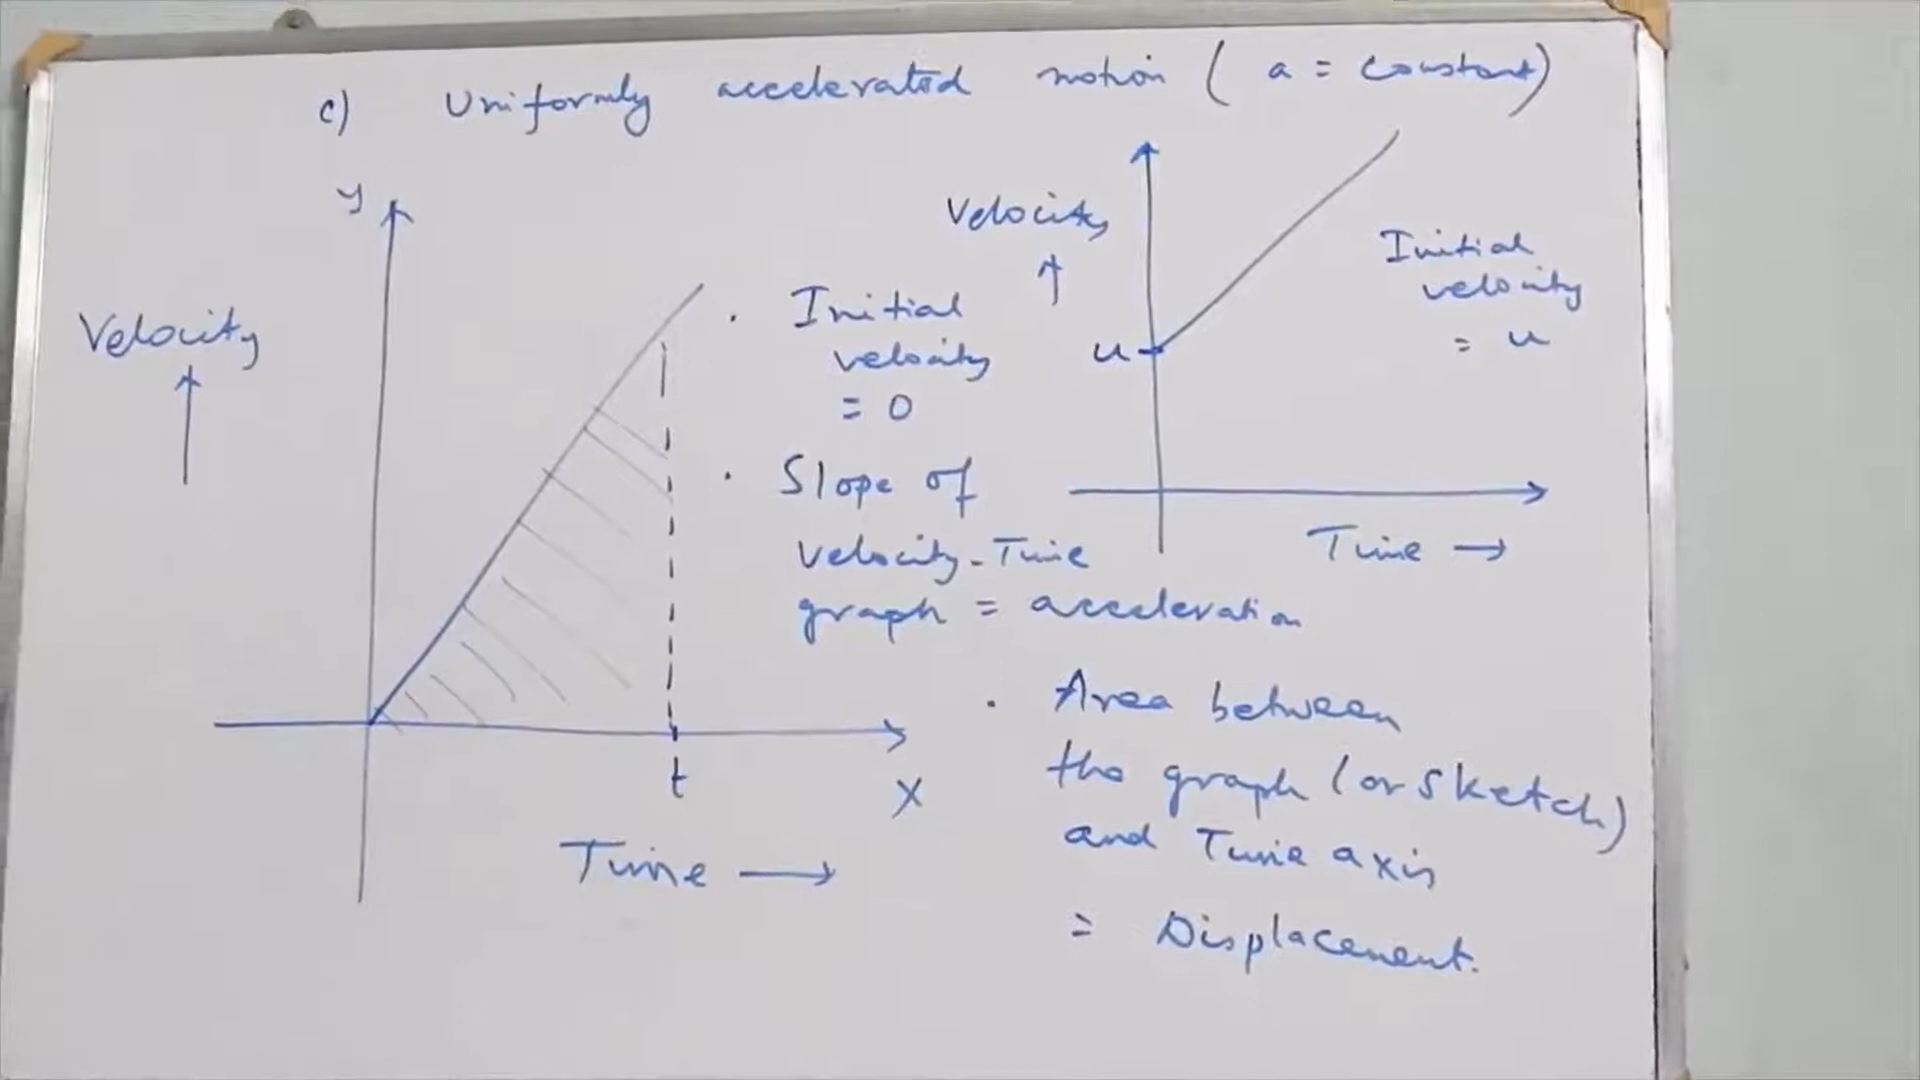 c) Uniformly accelerated motion ( a = constant)
y
Velocity
↑
t
X
Time →
. Initial
velocity
= 0
. Slope of
velocity-Time
graph = acceleration
Velocity
↑
u
Initial
velocity
= u
Time →
. Area between
the graph (or sketch)
and Time axis
= Displacement.